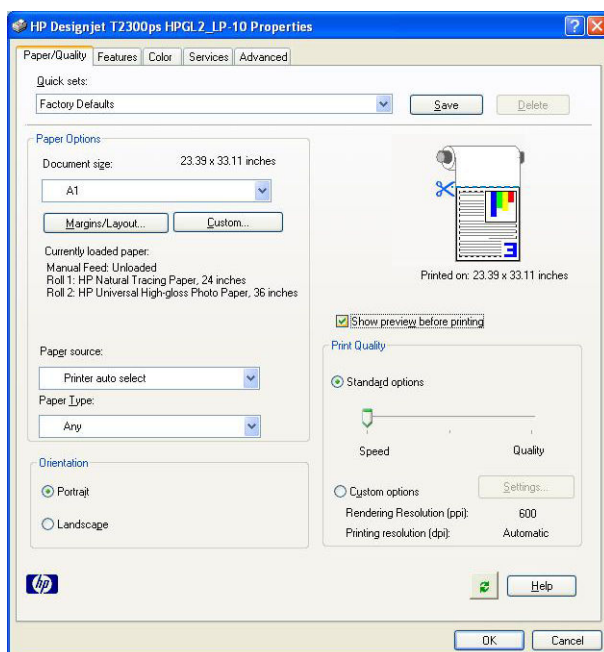 HP Designjet T2300ps HPGL2_LP-10 Properties
Paper/Quality Features Color Services Advanced
Quick sets:
Factory Defaults
Save
Delete
Paper Options
Document size: 23.39 x 33.11 inches
A1
Margins/Layout... Custom...
Currently loaded paper:
Manual Feed: Unloaded
Roll 1: HP Natural Tracing Paper, 24 inches
Roll 2: HP Universal High-gloss Photo Paper, 36 inches
Paper source:
Printer auto select
Paper Type:
Any
Orientation
Portrait
Landscape
3
Printed on: 23.39 x 33.11 inches
Show preview before printing
Print Quality
Standard options
Speed Quality
Custom options Settings...
Rendering Resolution (ppi): 600
Printing resolution (dpi): Automatic
hp
Help
OK Cancel